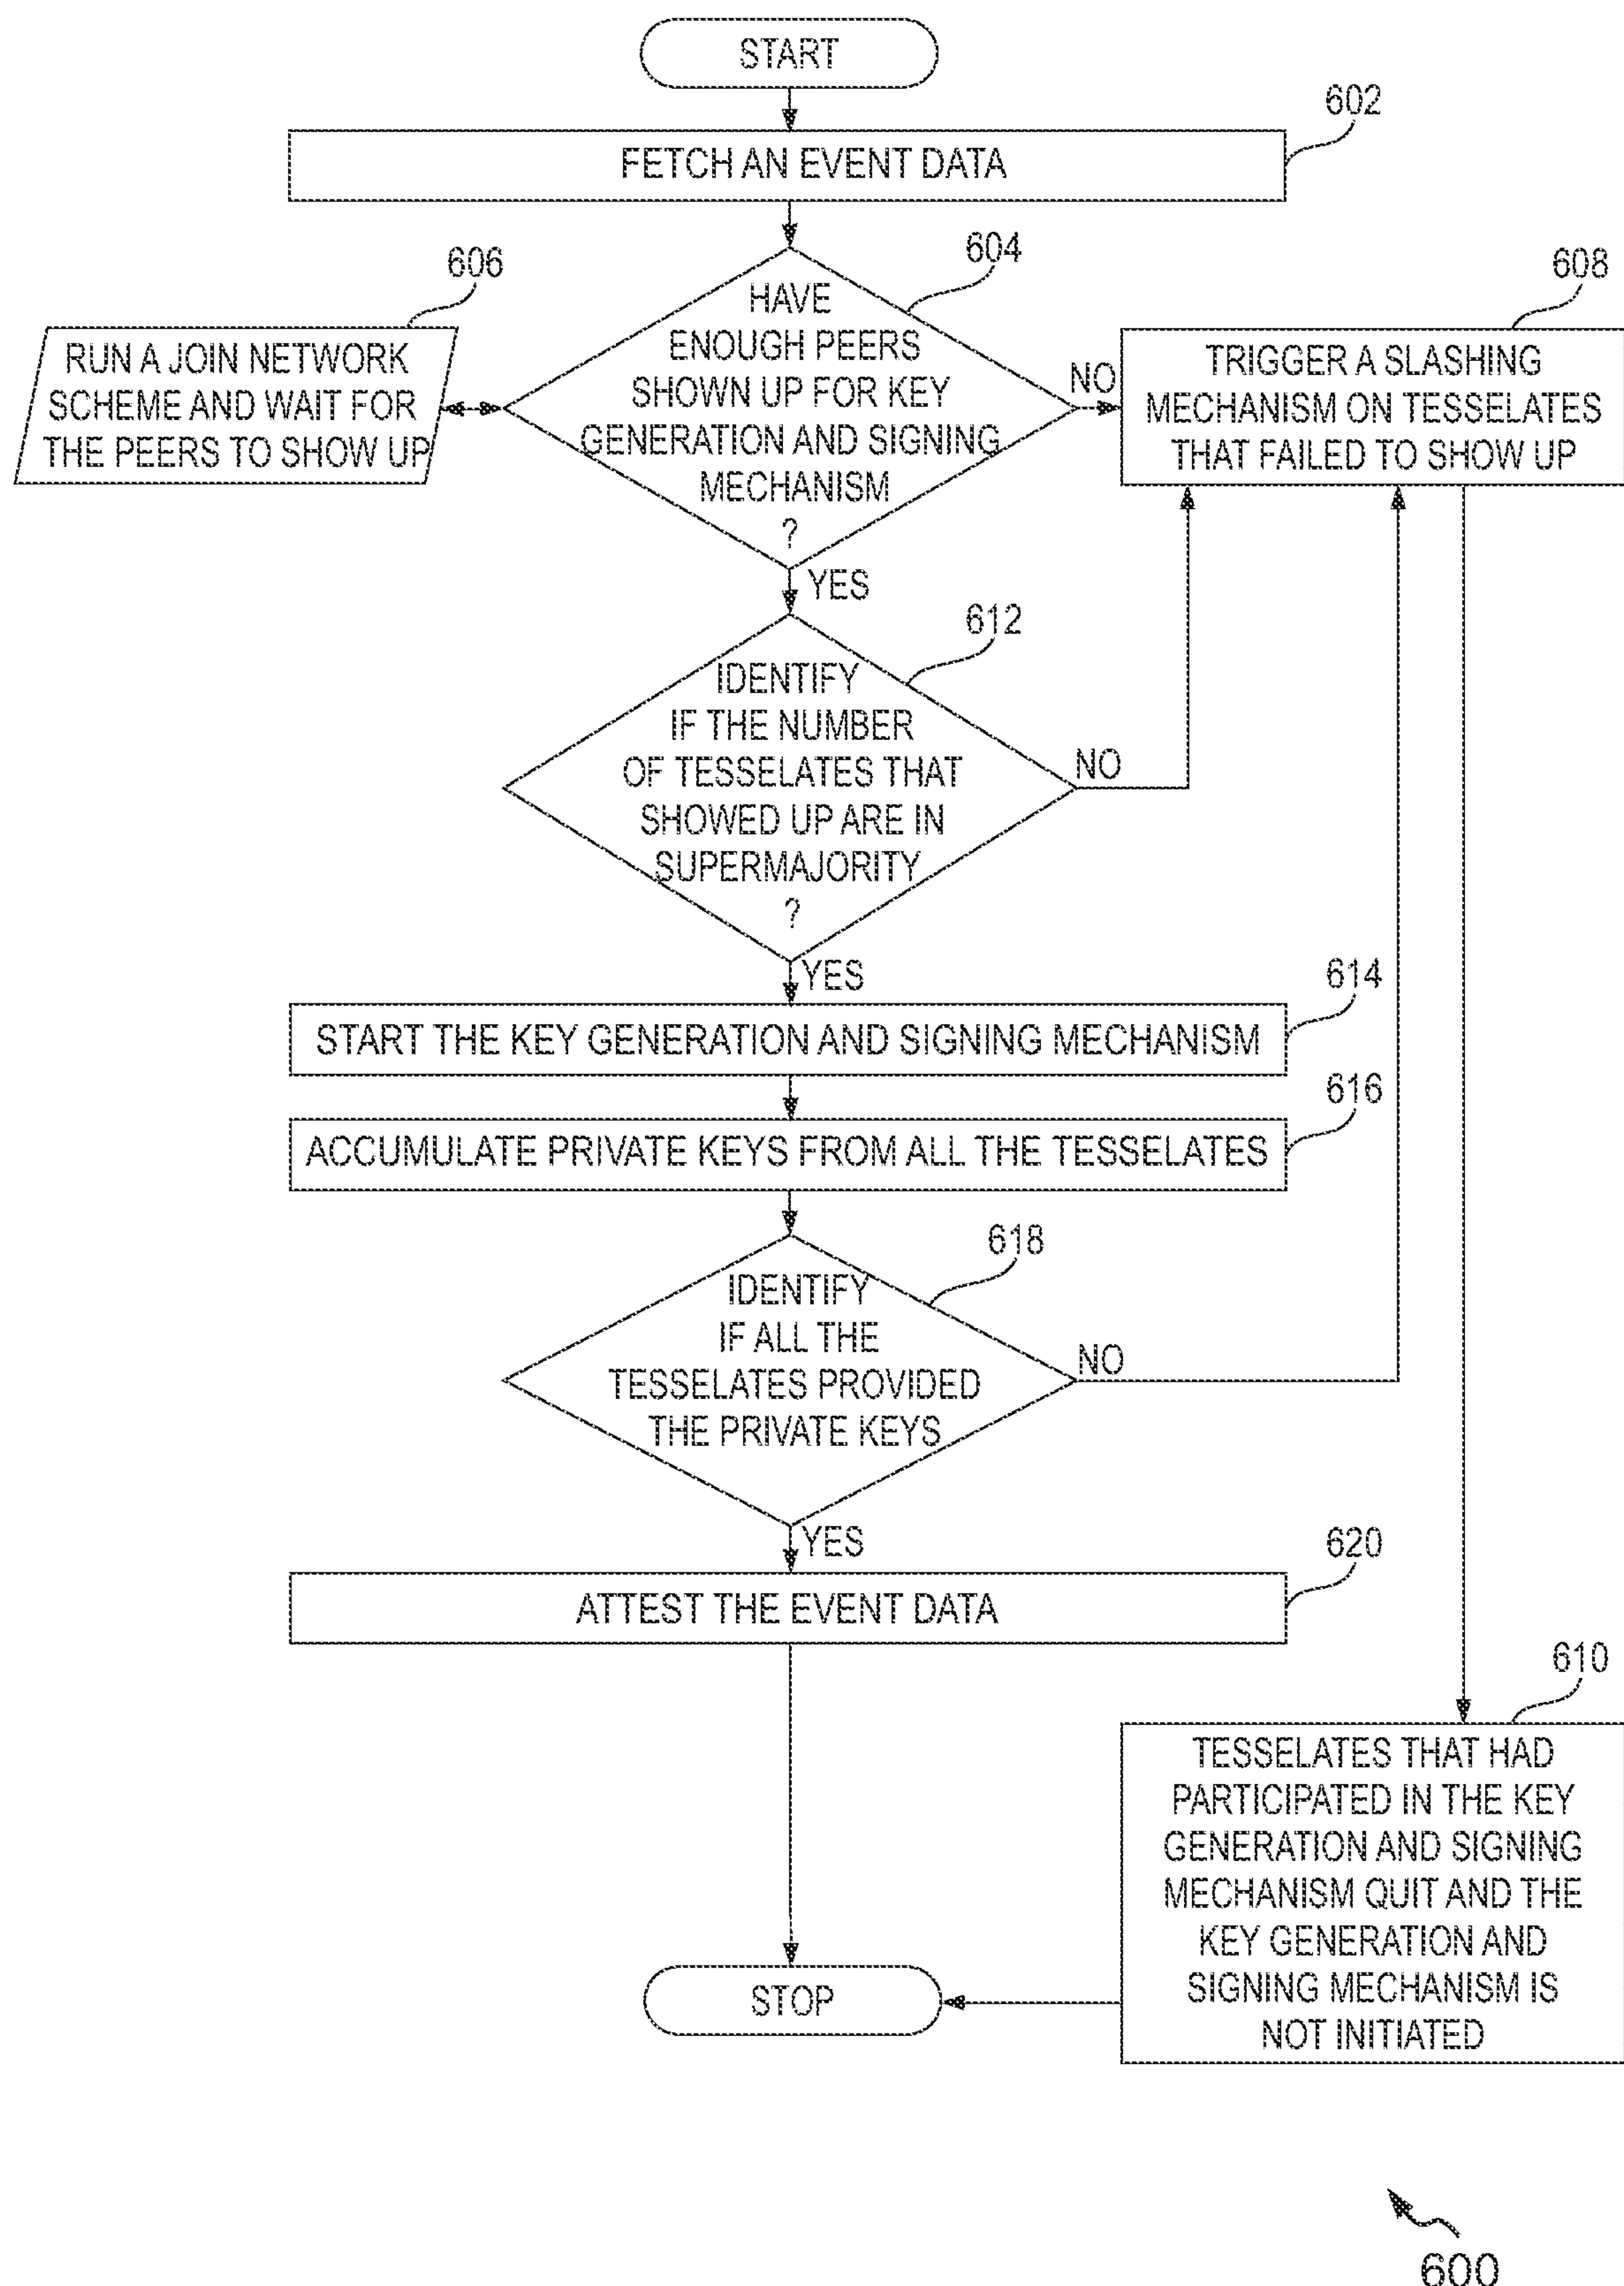 START
602
FETCH AN EVENT DATA
604
606
608
HAVE
ENOUGH PEERS
SHOWN UP FOR KEY
GENERATION AND SIGNING
MECHANISM
?
RUN A JOIN NETWORK
SCHEME AND WAIT FOR
THE PEERS TO SHOW UP
NO
TRIGGER A SLASHING
MECHANISM ON TESSELATES
THAT FAILED TO SHOW UP
YES
612
IDENTIFY
IF THE NUMBER
OF TESSELATES THAT
SHOWED UP ARE IN
SUPERMAJORITY
?
NO
YES
614
START THE KEY GENERATION AND SIGNING MECHANISM
616
ACCUMULATE PRIVATE KEYS FROM ALL THE TESSELATES
618
IDENTIFY
IF ALL THE
TESSELATES PROVIDED
THE PRIVATE KEYS
NO
YES
620
ATTEST THE EVENT DATA
610
TESSELATES THAT HAD
PARTICIPATED IN THE KEY
GENERATION AND SIGNING
MECHANISM QUIT AND THE
KEY GENERATION AND
SIGNING MECHANISM IS
NOT INITIATED
STOP
600